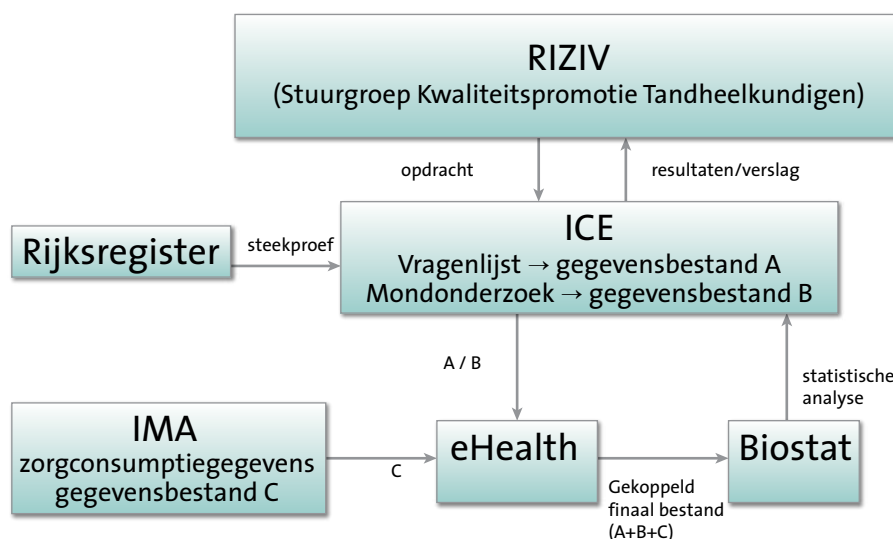 RIZIV
(Stuurgroep Kwaliteitspromotie Tandheelkundigen)
opdracht
resultaten/verslag
Rijksregister
steekproef
ICE
Vragenlijst → gegevensbestand A
Mondonderzoek → gegevensbestand B
A / B
statistische
analyse
IMA
zorgconsumptiegegevens
gegevensbestand C
C
eHealth
Gekoppeld
finaal bestand
(A+B+C)
Biostat